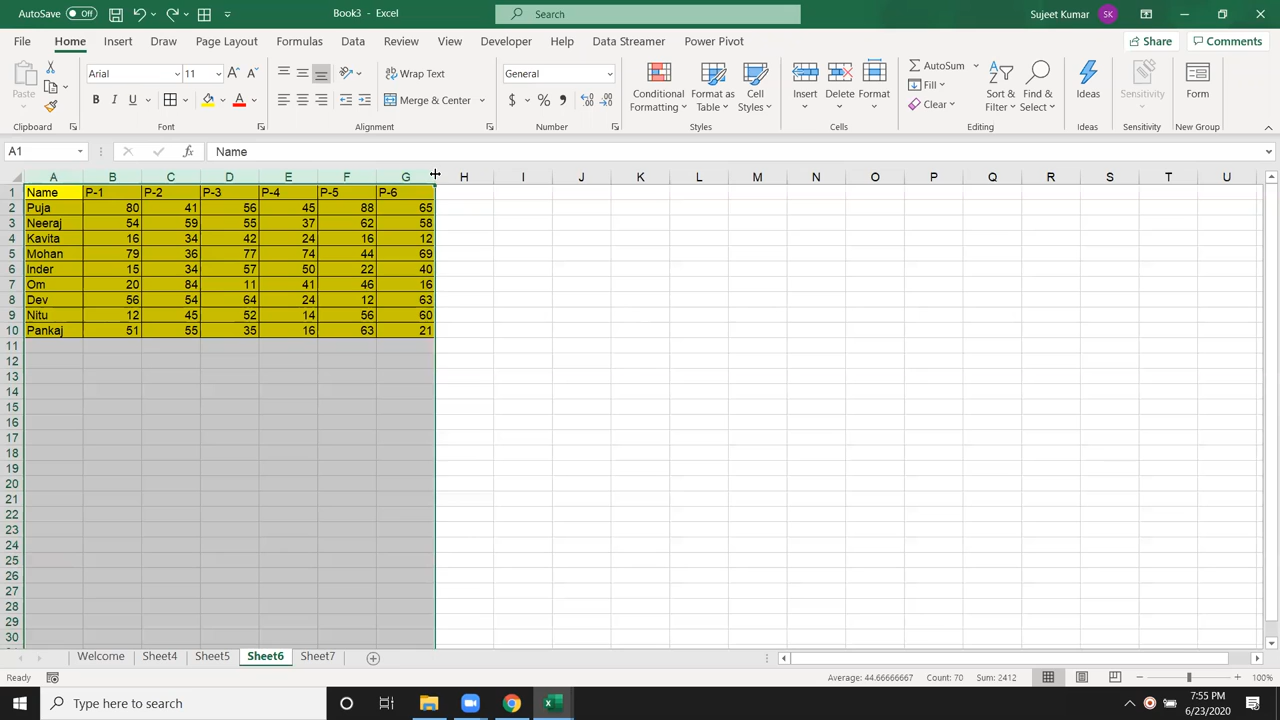 AutoSave Off Book3 - Excel Search Sujeet Kumar SK
File Home Insert Draw Page Layout Formulas Data Review View Developer Help Data Streamer Power Pivot Share Comments
Paste Arial 11 A A Wrap Text General Conditional Formatting Format as Table Cell Styles Insert Delete Format AutoSum Sort & Filter Find & Select Ideas Sensitivity Form
B I U A Merge & Center $ % Fill Clear
Clipboard Font Alignment Number Styles Cells Editing Ideas Sensitivity New Group
A1 fx Name
A B C D E F G H I J K L M N O P Q R S T U
1 Name P-1 P-2 P-3 P-4 P-5 P-6
2 Puja 80 41 56 45 88 65
3 Neeraj 54 59 55 37 62 58
4 Kavita 16 34 42 24 16 12
5 Mohan 79 36 77 74 44 69
6 Inder 15 34 57 50 22 40
7 Om 20 84 11 41 46 16
8 Dev 56 54 64 24 12 63
9 Nitu 12 45 52 14 56 60
10 Pankaj 51 55 35 16 63 21
11
12
13
14
15
16
17
18
19
20
21
22
23
24
25
26
27
28
29
30
Welcome Sheet4 Sheet5 Sheet6 Sheet7
Ready Average: 44.66666667 Count: 70 Sum: 2412 100%
Type here to search 7:55 PM
6/23/2020